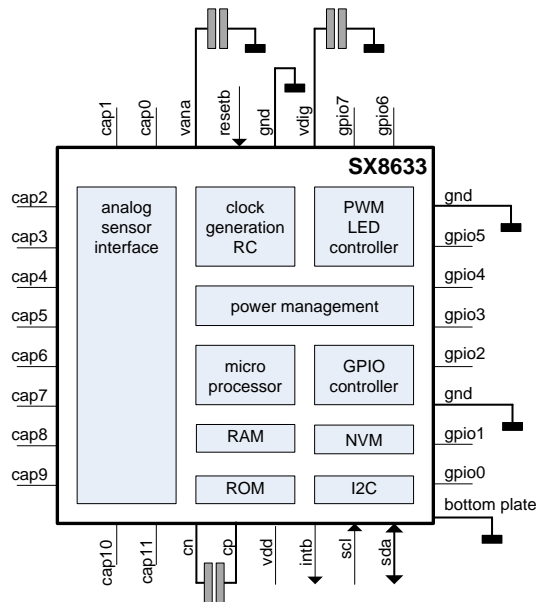 cap1
cap0
vana
resetb
gnd
vdig
gpio7
gpio6
SX8633
cap2
cap3
cap4
cap5
cap6
cap7
cap8
cap9
analog
sensor
interface
clock
generation
RC
PWM
LED
controller
power management
micro
processor
GPIO
controller
RAM
NVM
ROM
I2C
gnd
gpio5
gpio4
gpio3
gpio2
gnd
gpio1
gpio0
bottom plate
cap10
cap11
cn
cp
vdd
intb
scl
sda